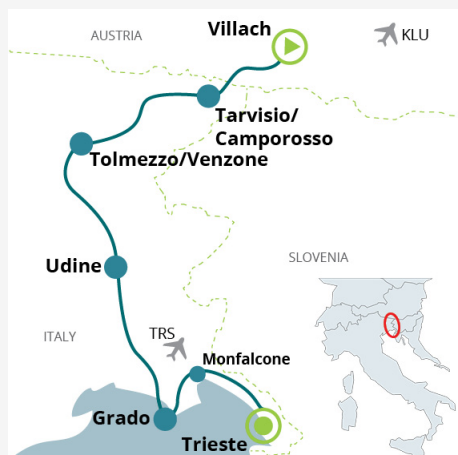 AUSTRIA
Villach
KLU
Tarvisio/
Camporosso
Tolmezzo/Venzone
SLOVENIA
Udine
ITALY
TRS
Monfalcone
Grado
Trieste